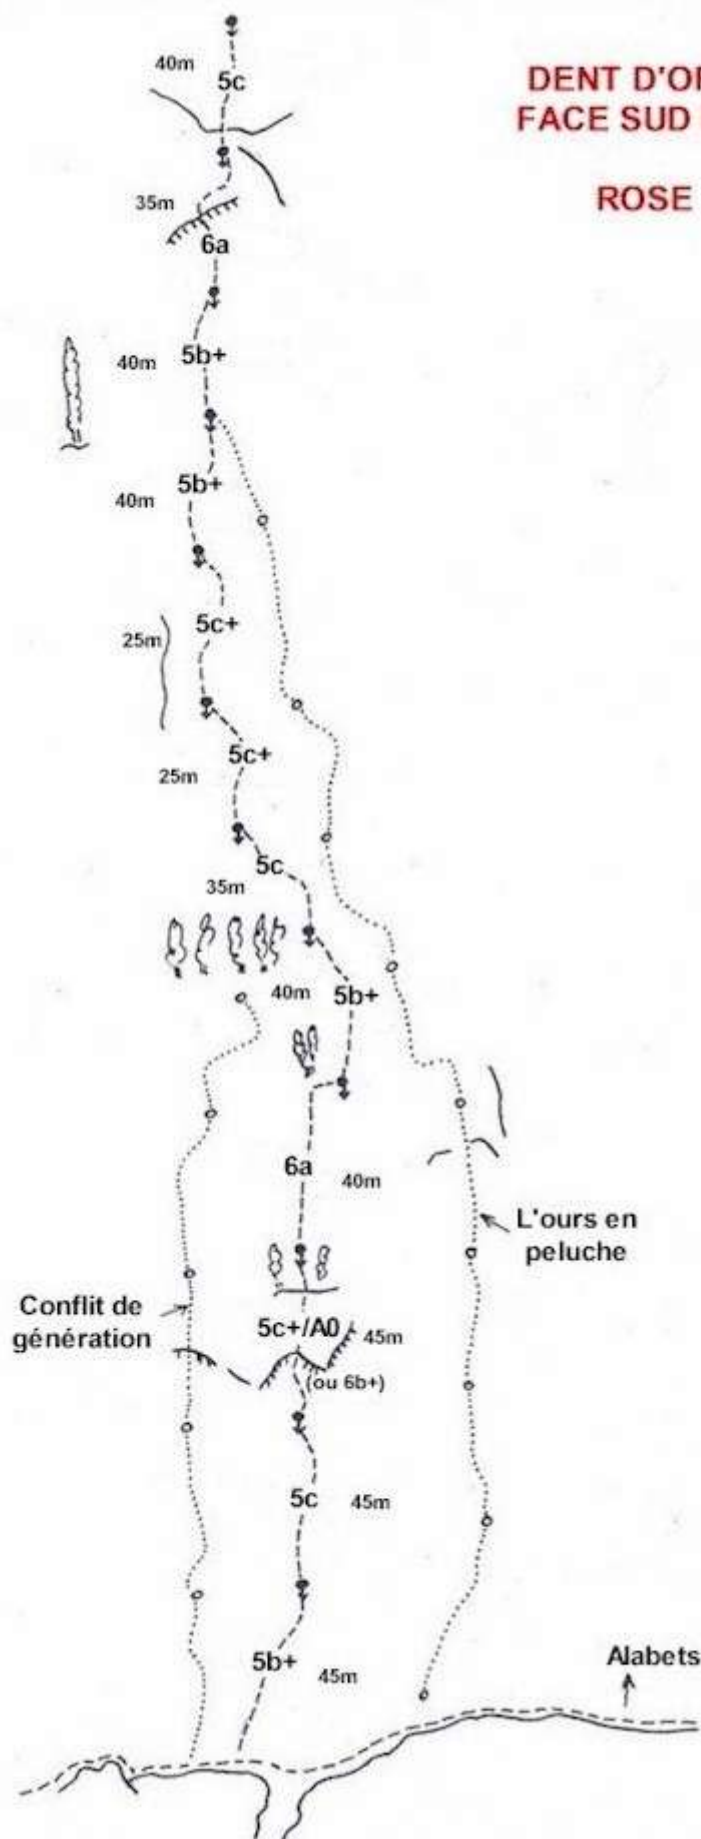 40m
5c
FACE SUD
ROSE
35m
6a
40m
5b+
5b+
40m
5c+
25m
5c+
25m
5c
35m
40m
5b+
6a
40m
L'ours en
peluche
Conflit de
génération
5c+/A0
45m
(ou 6b+)
5c
45m
5b+
45m
Alabets